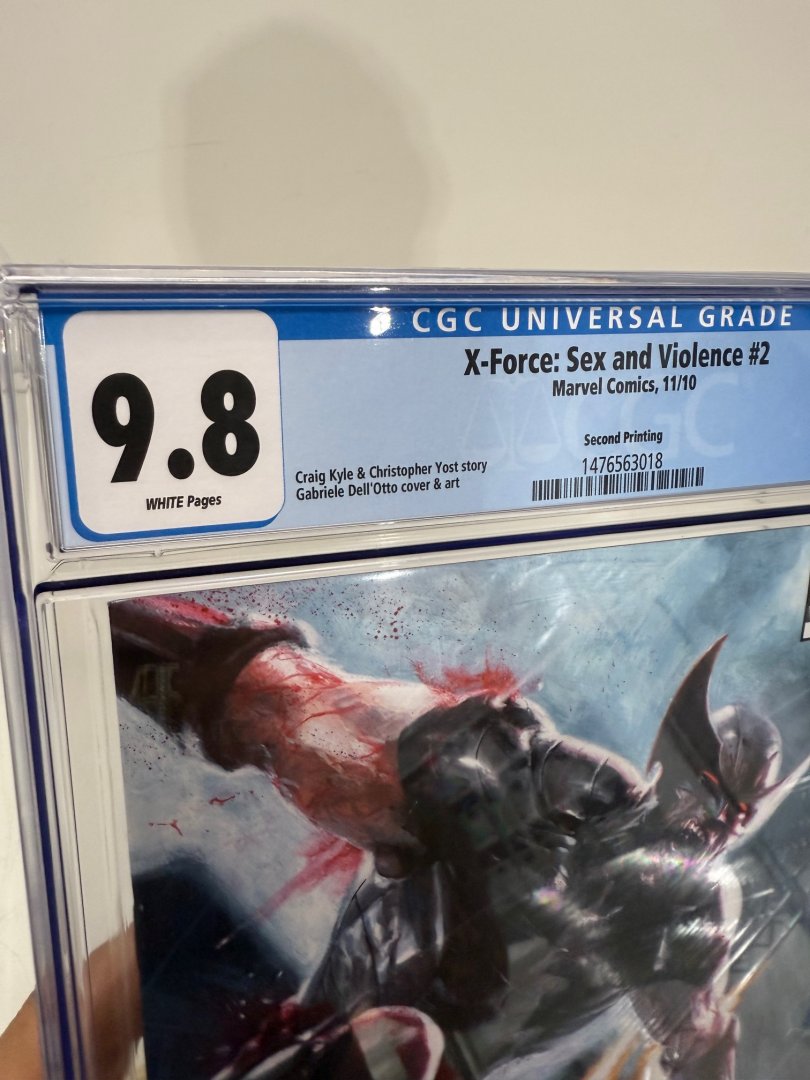 CGC UNIVERSAL GRADE
9.8
WHITE Pages
X-Force: Sex and Violence #2
Marvel Comics, 11/10
Second Printing
Craig Kyle & Christopher Yost story
Gabriele Dell'Otto cover & art
1476563018
CGC